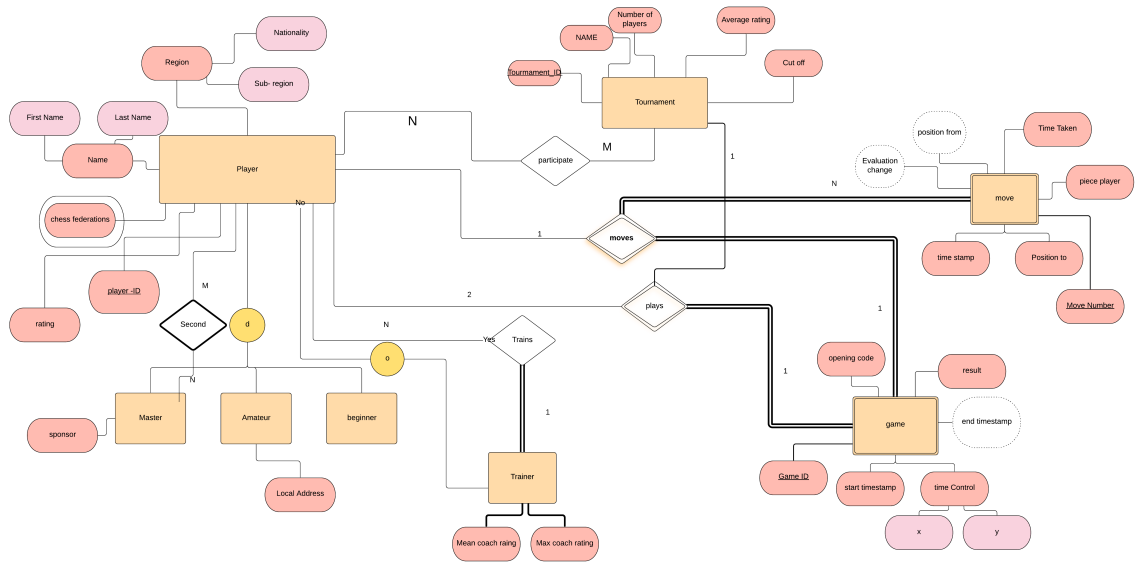 Number of
players
Average rating
Nationality
NAME
Region
Cut off
Tournament_ID
Sub- region
Tournament
First Name
Last Name
N
position from
Time Taken
M
participate
1
Name
Evaluation
change
Player
piece player
N
move
No
chess federations
1
moves
time stamp
Position to
player -ID
M
2
plays
Move Number
1
rating
Second
d
N
Yes
Trains
o
opening code
result
1
N
Master
Amateur
beginner
1
end timestamp
game
sponsor
Trainer
Game ID
start timestamp
time Control
Local Address
x
y
Mean coach raing
Max coach rating